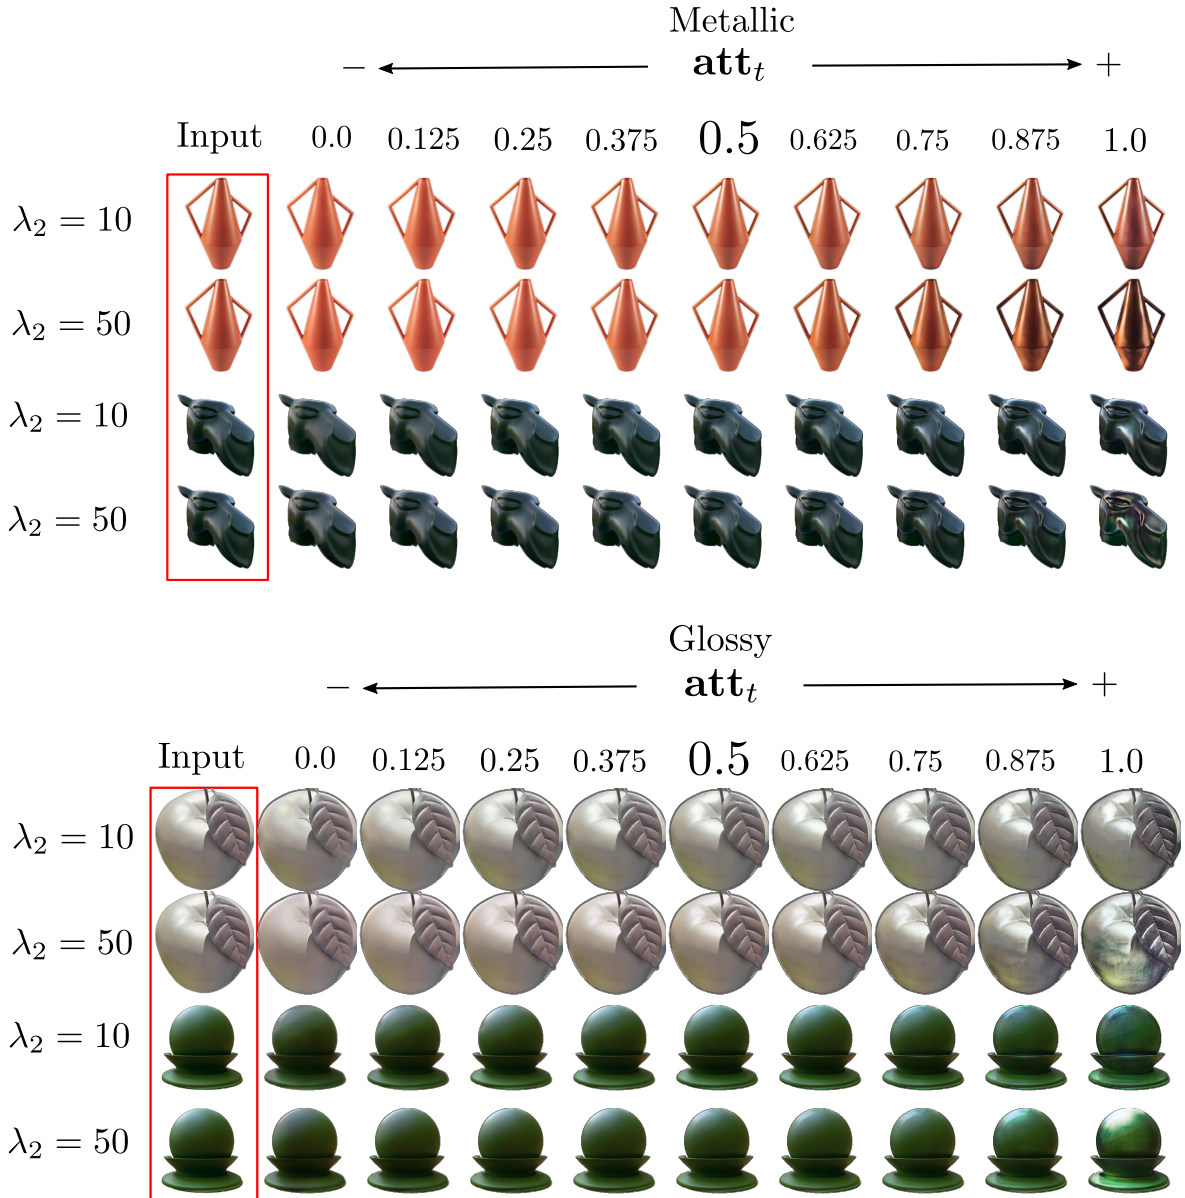 Metallic
− att_t +
Input 0.0 0.125 0.25 0.375 0.5 0.625 0.75 0.875 1.0
λ₂ = 10
λ₂ = 50
λ₂ = 10
λ₂ = 50
Glossy
− att_t +
Input 0.0 0.125 0.25 0.375 0.5 0.625 0.75 0.875 1.0
λ₂ = 10
λ₂ = 50
λ₂ = 10
λ₂ = 50